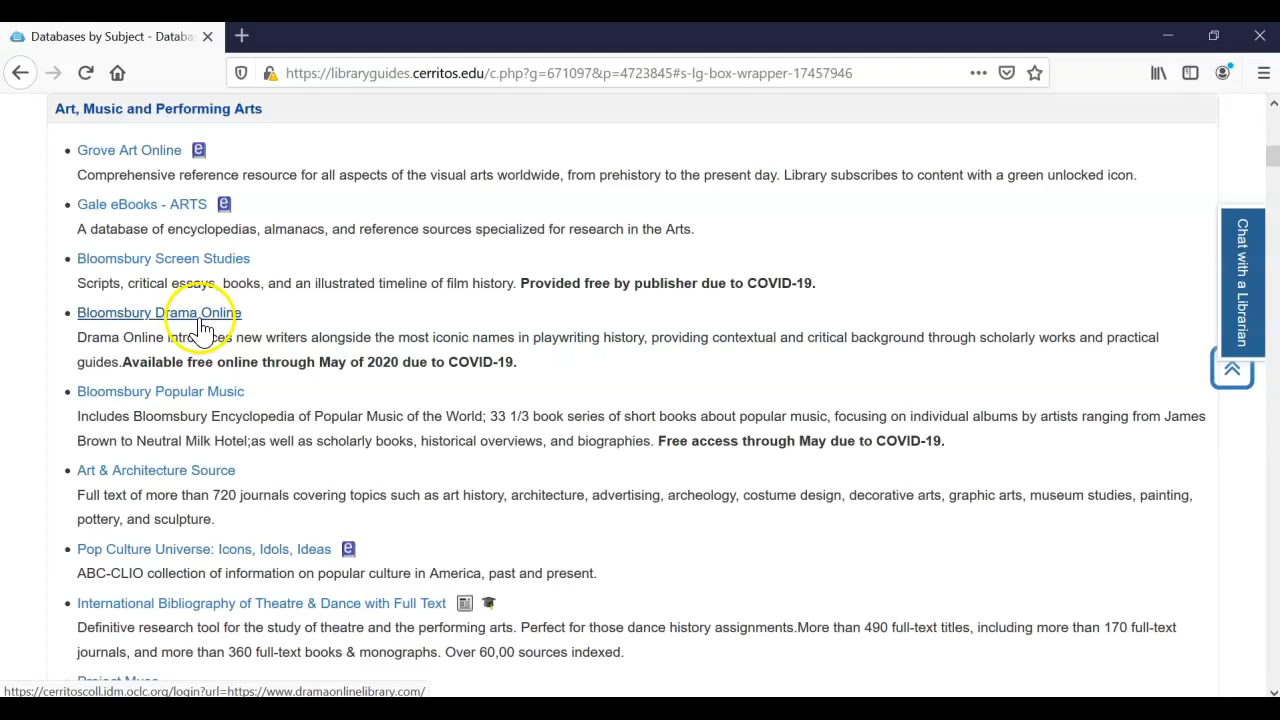 Databases by Subject - Databa
https://libraryguides.cerritos.edu/c.php?g=671097&p=4723845#s-lg-box-wrapper-17457946
Art, Music and Performing Arts
Grove Art Online
Comprehensive reference resource for all aspects of the visual arts worldwide, from prehistory to the present day. Library subscribes to content with a green unlocked icon.
Gale eBooks - ARTS
A database of encyclopedias, almanacs, and reference sources specialized for research in the Arts.
Bloomsbury Screen Studies
Scripts, critical essays, books, and an illustrated timeline of film history. Provided free by publisher due to COVID-19.
Bloomsbury Drama Online
Drama Online introduces new writers alongside the most iconic names in playwriting history, providing contextual and critical background through scholarly works and practical
guides.Available free online through May of 2020 due to COVID-19.
Bloomsbury Popular Music
Includes Bloomsbury Encyclopedia of Popular Music of the World; 33 1/3 book series of short books about popular music, focusing on individual albums by artists ranging from James
Brown to Neutral Milk Hotel;as well as scholarly books, historical overviews, and biographies. Free access through May due to COVID-19.
Art & Architecture Source
Full text of more than 720 journals covering topics such as art history, architecture, advertising, archeology, costume design, decorative arts, graphic arts, museum studies, painting,
pottery, and sculpture.
Pop Culture Universe: Icons, Idols, Ideas
ABC-CLIO collection of information on popular culture in America, past and present.
International Bibliography of Theatre & Dance with Full Text
Definitive research tool for the study of theatre and the performing arts. Perfect for those dance history assignments.More than 490 full-text titles, including more than 170 full-text
journals, and more than 360 full-text books & monographs. Over 60,00 sources indexed.
Project Muse
https://cerritoscoll.idm.oclc.org/login?url=https://www.dramaonlinelibrary.com/
Chat with a Librarian